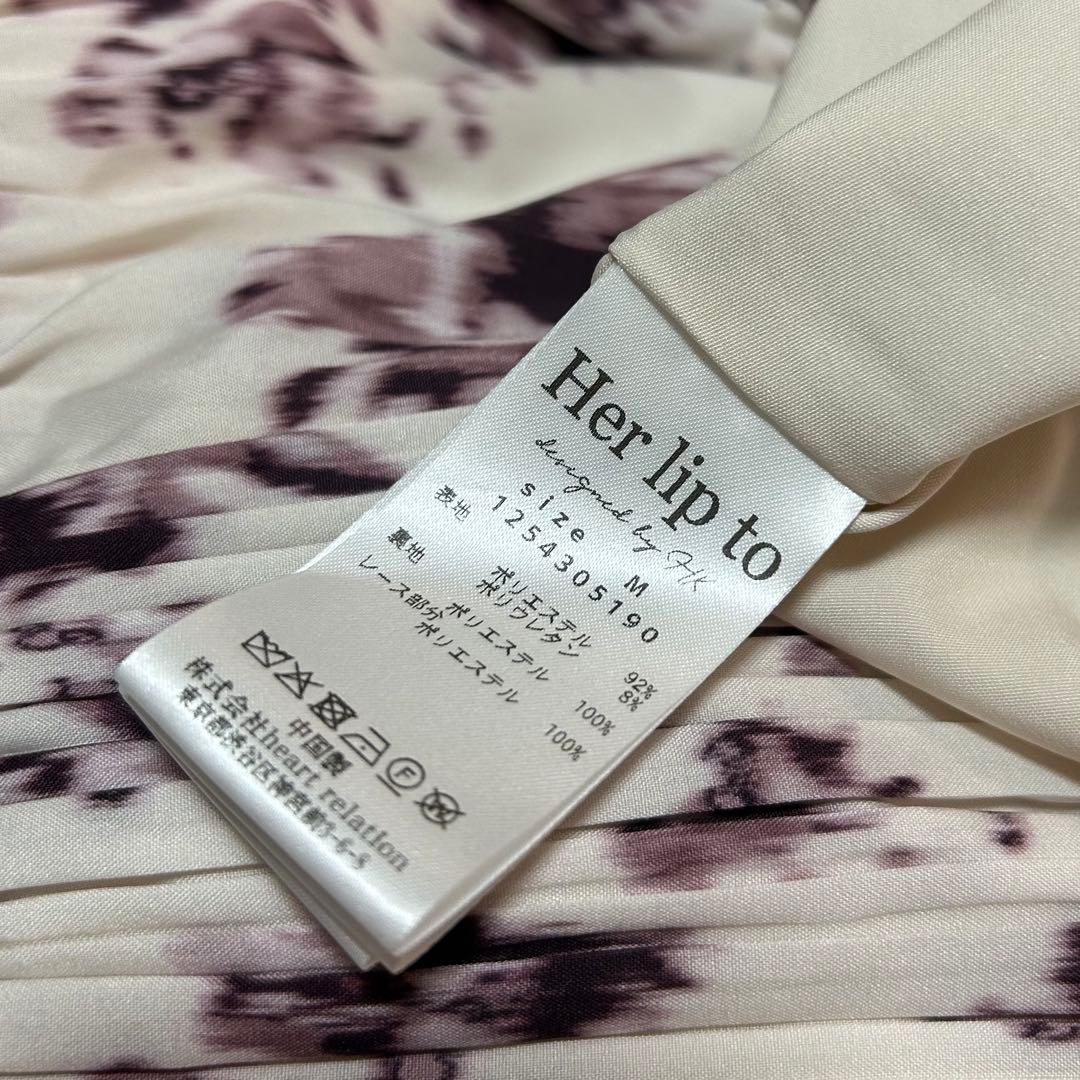 Her lip to
designed by HK
size M
1254305190
表地 ポリエステル 92%
ポリウレタン 8%
裏地 ポリエステル 100%
レース部分 ポリエステル 100%
F
中国製
株式会社heart relation
東京都渋谷区神宮前5-6-5